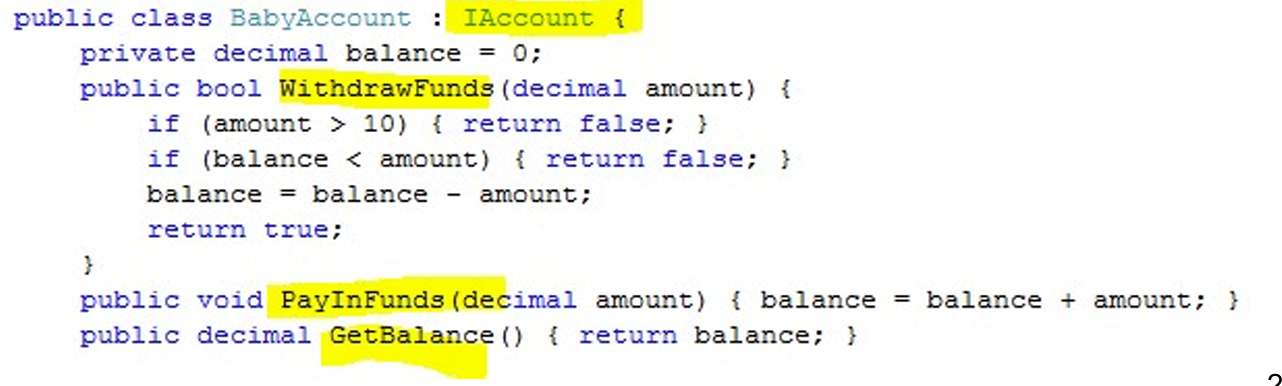 public class BabyAccount : IAccount {
    private decimal balance = 0;
    public bool WithdrawFunds(decimal amount) {
        if (amount > 10) { return false; }
        if (balance < amount) { return false; }
        balance = balance - amount;
        return true;
    }
    public void PayInFunds(decimal amount) { balance = balance + amount; }
    public decimal GetBalance() { return balance; }